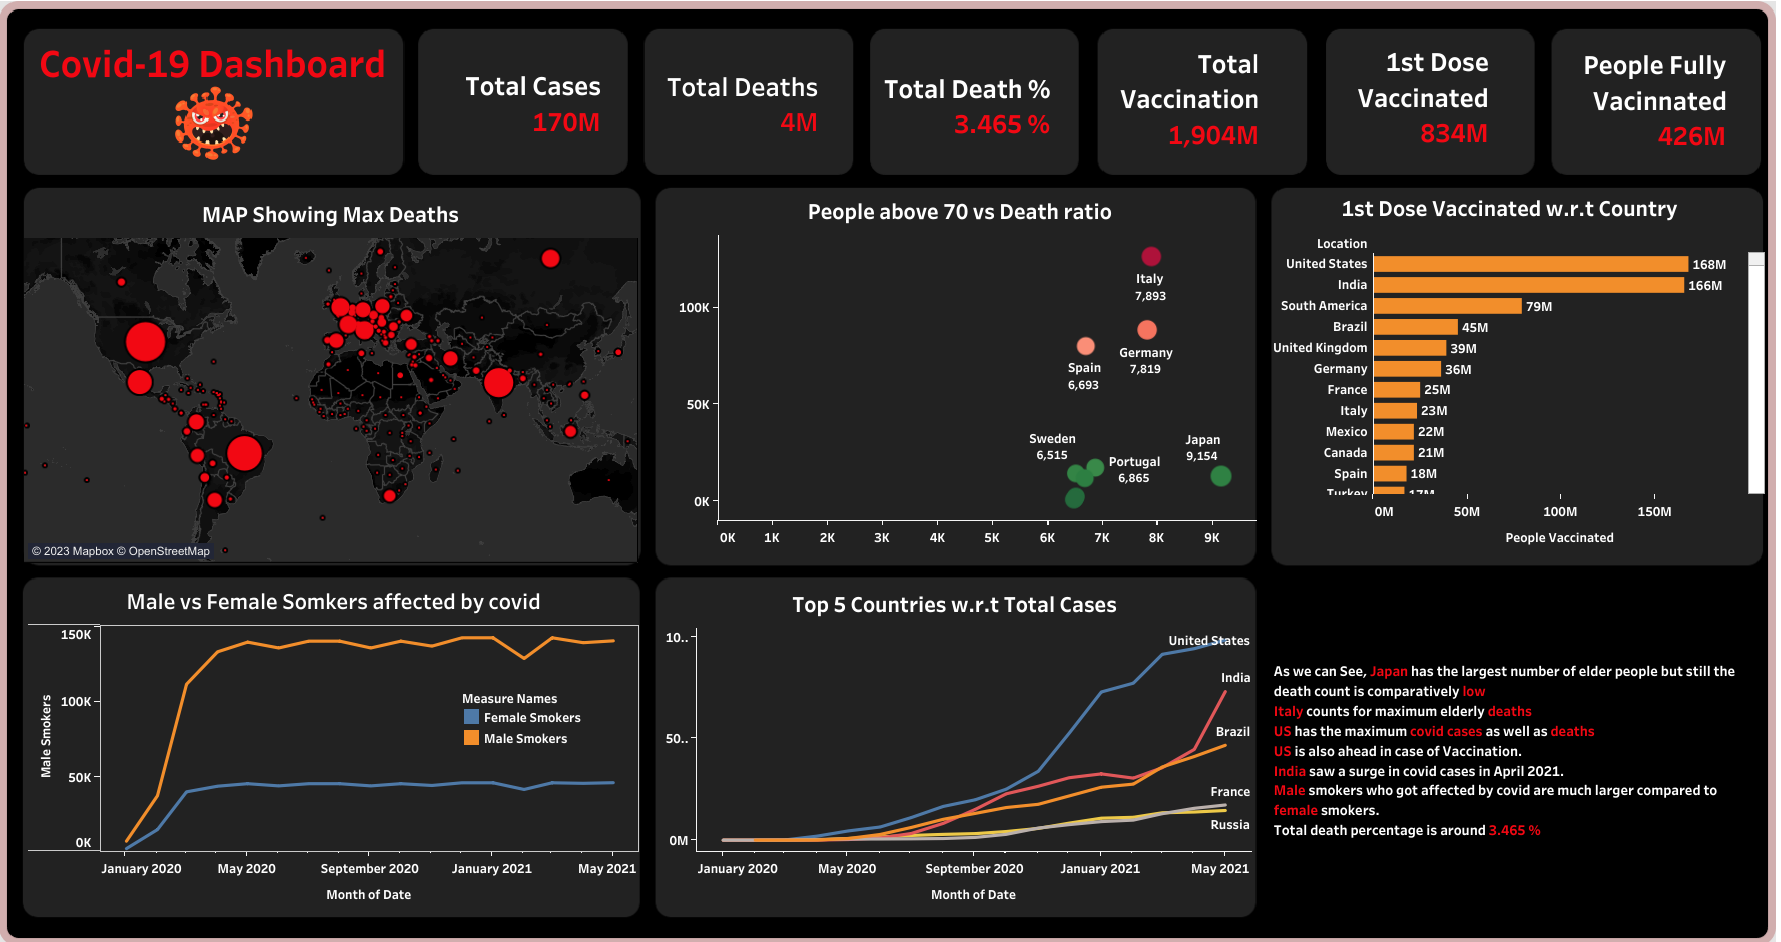 Covid-19 Dashboard
Total Cases
170M
Total Deaths
4M
Total Death %
3.465 %
Total
Vaccination
1,904M
1st Dose
Vaccinated
834M
People Fully
Vacinnated
426M
MAP Showing Max Deaths
© 2023 Mapbox © OpenStreetMap
People above 70 vs Death ratio
100K
50K
0K
Italy
7,893
Germany
7,819
Spain
6,693
Sweden
6,515
Portugal
6,865
Japan
9,154
0K 1K 2K 3K 4K 5K 6K 7K 8K 9K
1st Dose Vaccinated w.r.t Country
Location
United States 168M
India 166M
South America 79M
Brazil 45M
United Kingdom 39M
Germany 36M
France 25M
Italy 23M
Mexico 22M
Canada 21M
Spain 18M
Turkey 17M
0M 50M 100M 150M
People Vaccinated
Male vs Female Somkers affected by covid
Male Smokers
150K
100K
50K
0K
Measure Names
Female Smokers
Male Smokers
January 2020 May 2020 September 2020 January 2021 May 2021
Month of Date
Top 5 Countries w.r.t Total Cases
10..
50..
0M
United States
India
Brazil
France
Russia
January 2020 May 2020 September 2020 January 2021 May 2021
Month of Date
As we can See, Japan has the largest number of elder people but still the
death count is comparatively low
Italy counts for maximum elderly deaths
US has the maximum covid cases as well as deaths
US is also ahead in case of Vaccination.
India saw a surge in covid cases in April 2021.
Male smokers who got affected by covid are much larger compared to
female smokers.
Total death percentage is around 3.465 %